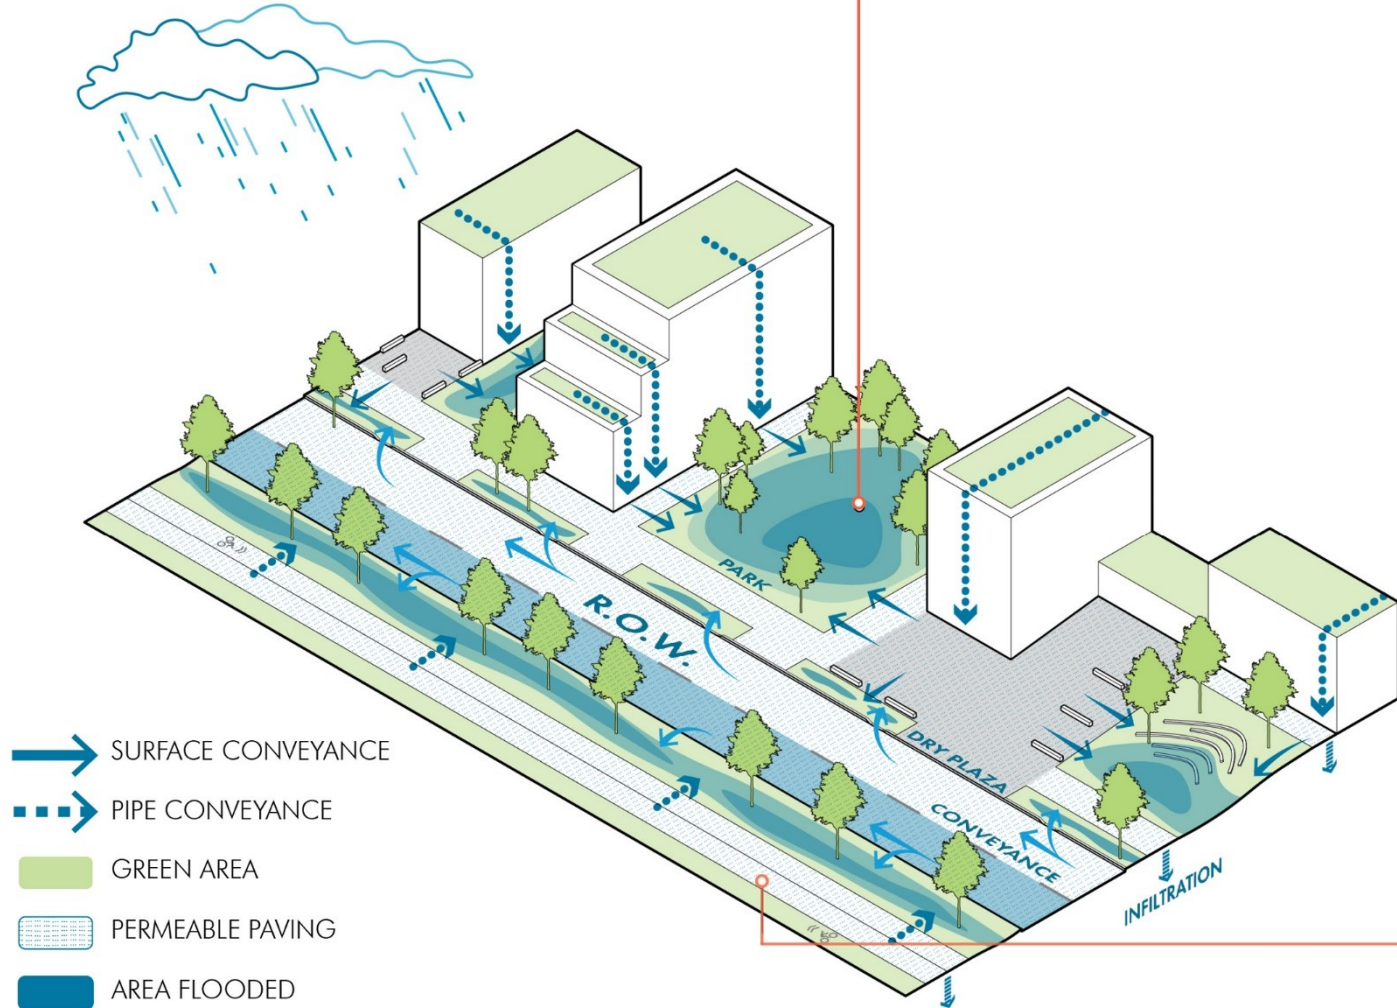 PARK
R.O.W.
DRY PLAZA
CONVEYANCE
INFILTRATION
SURFACE CONVEYANCE
PIPE CONVEYANCE
GREEN AREA
PERMEABLE PAVING
AREA FLOODED